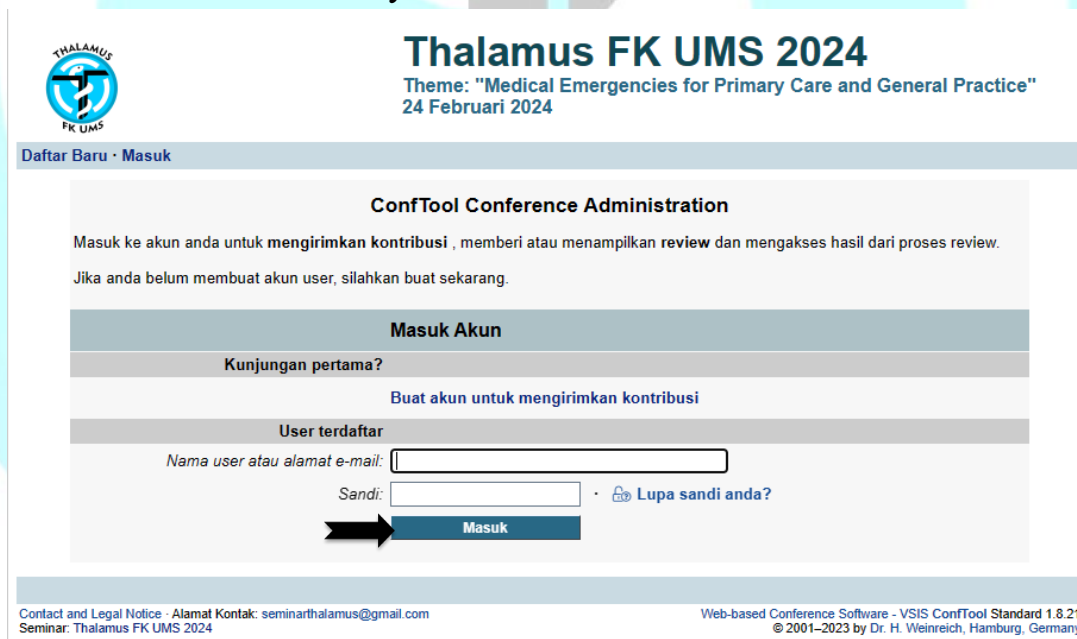 THALAMUS
FK UMS
Thalamus FK UMS 2024
Theme: "Medical Emergencies for Primary Care and General Practice"
24 Februari 2024
Daftar Baru · Masuk
ConfTool Conference Administration
Masuk ke akun anda untuk mengirimkan kontribusi , memberi atau menampilkan review dan mengakses hasil dari proses review.
Jika anda belum membuat akun user, silahkan buat sekarang.
Masuk Akun
Kunjungan pertama?
Buat akun untuk mengirimkan kontribusi
User terdaftar
Nama user atau alamat e-mail:
Sandi: · Lupa sandi anda?
Masuk
Contact and Legal Notice · Alamat Kontak: seminarthalamus@gmail.com
Seminar: Thalamus FK UMS 2024
Web-based Conference Software - VSIS ConfTool Standard 1.8.21
© 2001–2023 by Dr. H. Weinreich, Hamburg, Germany